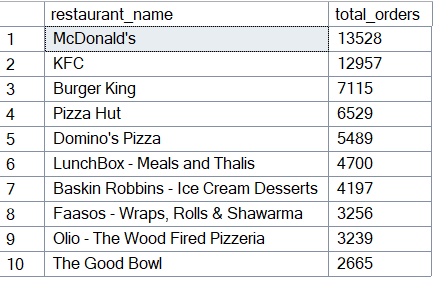 restaurant_name total_orders
1 McDonald's 13528
2 KFC 12957
3 Burger King 7115
4 Pizza Hut 6529
5 Domino's Pizza 5489
6 LunchBox - Meals and Thalis 4700
7 Baskin Robbins - Ice Cream Desserts 4197
8 Faasos - Wraps, Rolls & Shawarma 3256
9 Olio - The Wood Fired Pizzeria 3239
10 The Good Bowl 2665